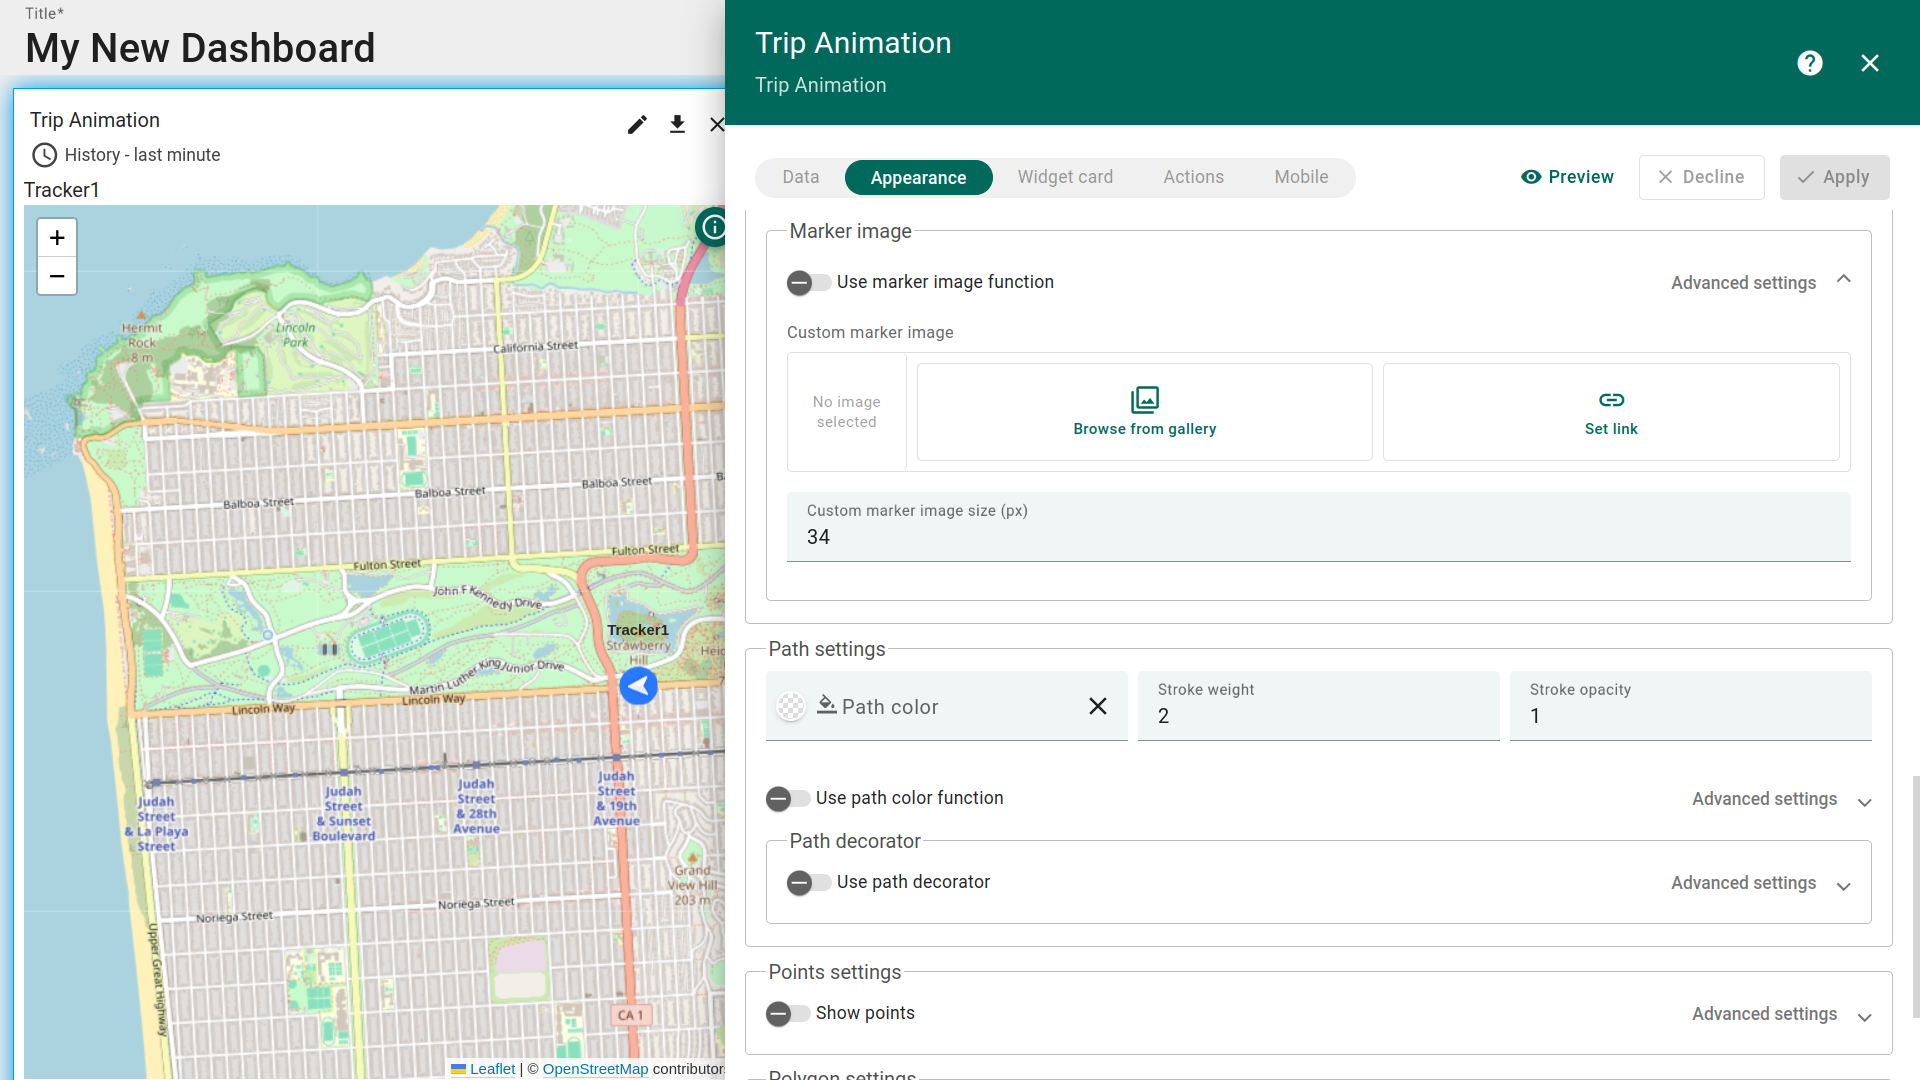 Title*
My New Dashboard
Trip Animation
History - last minute
Tracker1
+
−
Hermit
Rock
8 m
Lincoln
Park
California Street
Balboa Street
Balboa Street
Balboa Street
Fulton Street
Fulton Street
John F Kennedy Drive
Tracker1
Strawberry
Hill
Martin Luther King Junior Drive
Lincoln Way
Lincoln Way
Judah
Street
& La Playa
Street
Judah
Street
& Sunset
Boulevard
Judah
Street
& 28th
Avenue
Judah
Street
& 19th
Avenue
Grand
View Hill
203 m
Noriega Street
Noriega Street
Upper Great Highway
CA 1
Leaflet | © OpenStreetMap contributors
Trip Animation
Trip Animation
Data
Appearance
Widget card
Actions
Mobile
Preview
Decline
Apply
Marker image
Use marker image function
Advanced settings
Custom marker image
No image
selected
Browse from gallery
Set link
Custom marker image size (px)
34
Path settings
Path color
Stroke weight
2
Stroke opacity
1
Use path color function
Advanced settings
Path decorator
Use path decorator
Advanced settings
Points settings
Show points
Advanced settings
Polygon settings